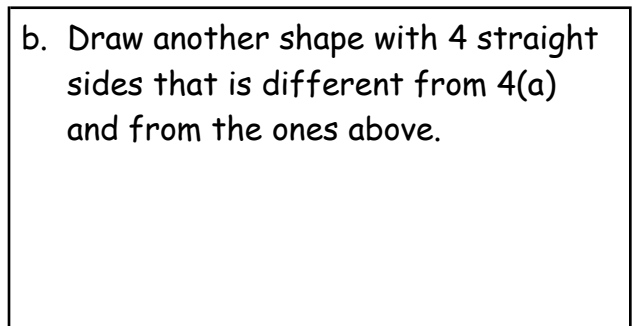 b. Draw another shape with 4 straight
sides that is different from 4(a)
and from the ones above.